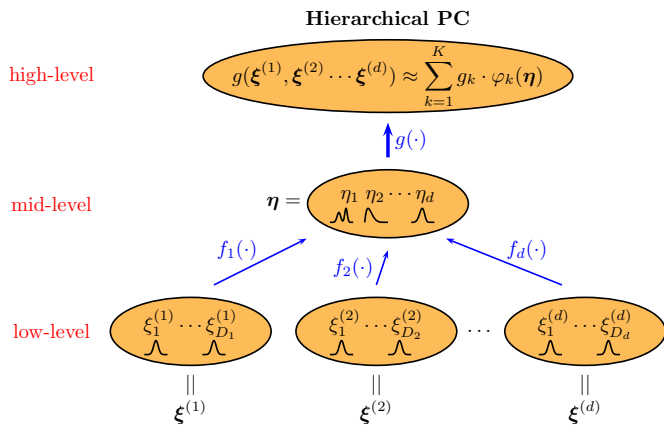 Hierarchical PC
high-level
g(ξ^{(1)}, ξ^{(2)} ⋯ ξ^{(d)}) ≈ \sum_{k=1}^{K} g_k · φ_k(η)
g(·)
mid-level
η = η_1 η_2 ⋯ η_d
f_1(·) f_2(·) f_d(·)
low-level
ξ_1^{(1)} ⋯ ξ_{D_1}^{(1)} ξ_1^{(2)} ⋯ ξ_{D_2}^{(2)} ⋯ ξ_1^{(d)} ⋯ ξ_{D_d}^{(d)}
|| || ||
ξ^{(1)} ξ^{(2)} ξ^{(d)}